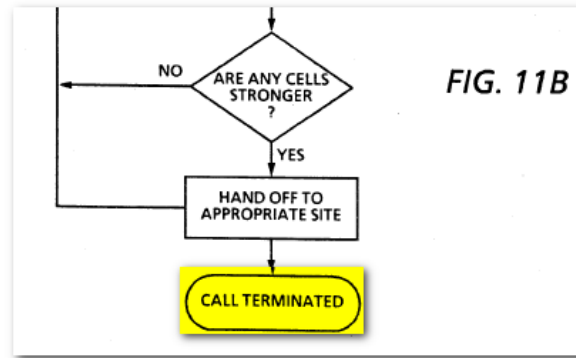 NO
ARE ANY CELLS
STRONGER
?
FIG. 11B
YES
HAND OFF TO
APPROPRIATE SITE
CALL TERMINATED